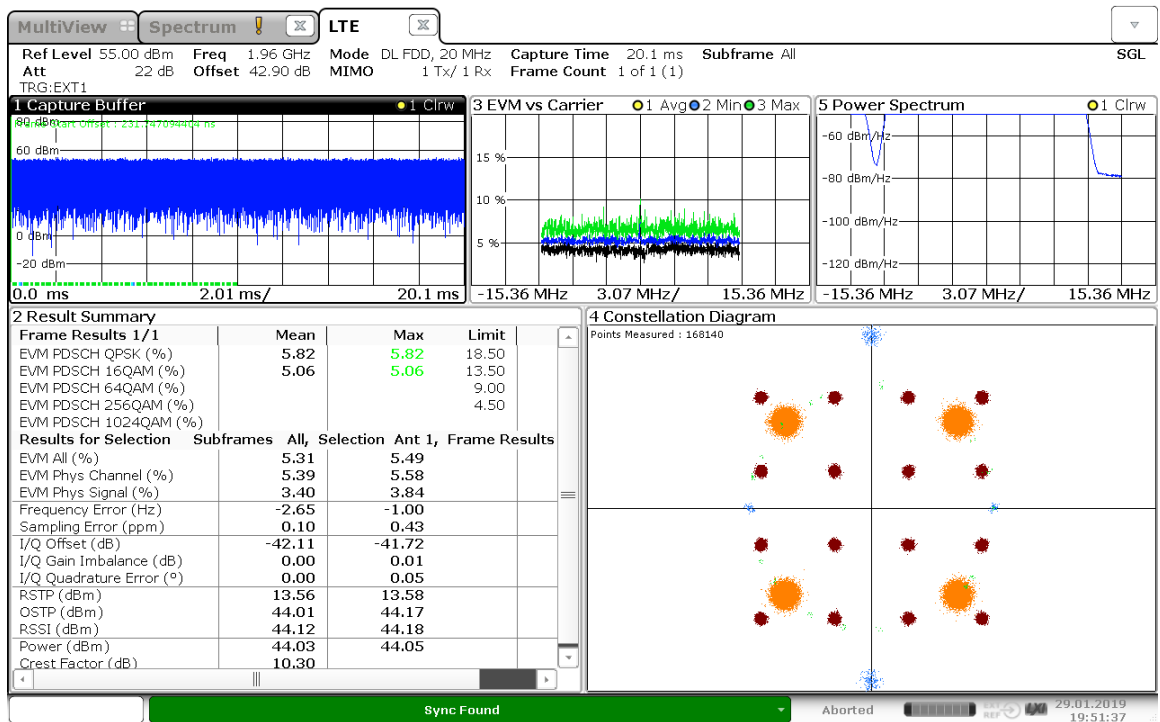 MultiView Spectrum LTE
Ref Level 55.00 dBm Freq 1.96 GHz Mode DL FDD, 20 MHz Capture Time 20.1 ms Subframe All SGL
Att 22 dB Offset 42.90 dB MIMO 1 Tx/ 1 Rx Frame Count 1 of 1 (1)
TRG:EXT1
1 Capture Buffer 1 Clrw
80 dBm
Frame Start Offset : 231.747094404 ns
60 dBm
0 dBm
-20 dBm
0.0 ms 2.01 ms/ 20.1 ms
3 EVM vs Carrier 1 Avg 2 Min 3 Max
15 %
10 %
5 %
-15.36 MHz 3.07 MHz/ 15.36 MHz
5 Power Spectrum 1 Clrw
-60 dBm/Hz
-80 dBm/Hz
-100 dBm/Hz
-120 dBm/Hz
-15.36 MHz 3.07 MHz/ 15.36 MHz
2 Result Summary
Frame Results 1/1 Mean Max Limit
EVM PDSCH QPSK (%) 5.82 5.82 18.50
EVM PDSCH 16QAM (%) 5.06 5.06 13.50
EVM PDSCH 64QAM (%) 9.00
EVM PDSCH 256QAM (%) 4.50
EVM PDSCH 1024QAM (%)
Results for Selection Subframes All, Selection Ant 1, Frame Results
EVM All (%) 5.31 5.49
EVM Phys Channel (%) 5.39 5.58
EVM Phys Signal (%) 3.40 3.84
Frequency Error (Hz) -2.65 -1.00
Sampling Error (ppm) 0.10 0.43
I/Q Offset (dB) -42.11 -41.72
I/Q Gain Imbalance (dB) 0.00 0.01
I/Q Quadrature Error (°) 0.00 0.05
RSTP (dBm) 13.56 13.58
OSTP (dBm) 44.01 44.17
RSSI (dBm) 44.12 44.18
Power (dBm) 44.03 44.05
Crest Factor (dB) 10.30
4 Constellation Diagram
Points Measured : 168140
Sync Found
Aborted
EXT
REF
LXI
29.01.2019
19:51:37